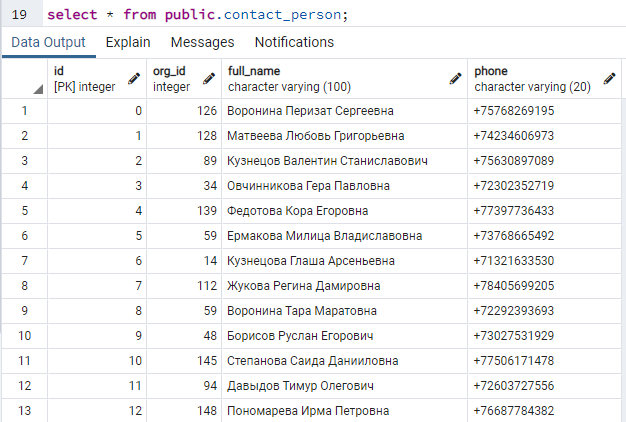 19 select * from public.contact_person;
Data Output Explain Messages Notifications
id org_id full_name phone
[PK] integer integer character varying (100) character varying (20)
1 0 126 Воронина Перизат Сергеевна +75768269195
2 1 128 Матвеева Любовь Григорьевна +74234606973
3 2 89 Кузнецов Валентин Станиславович +75630897089
4 3 34 Овчинникова Гера Павловна +72302352719
5 4 139 Федотова Кора Егоровна +77397736433
6 5 59 Ермакова Милица Владиславовна +73768665492
7 6 14 Кузнецова Глаша Арсеньевна +71321633530
8 7 112 Жукова Регина Дамировна +78405699205
9 8 59 Воронина Тара Маратовна +72292393693
10 9 48 Борисов Руслан Егорович +73027531929
11 10 145 Степанова Саида Данииловна +77506171478
12 11 94 Давыдов Тимур Олегович +72603727556
13 12 148 Пономарева Ирма Петровна +76687784382